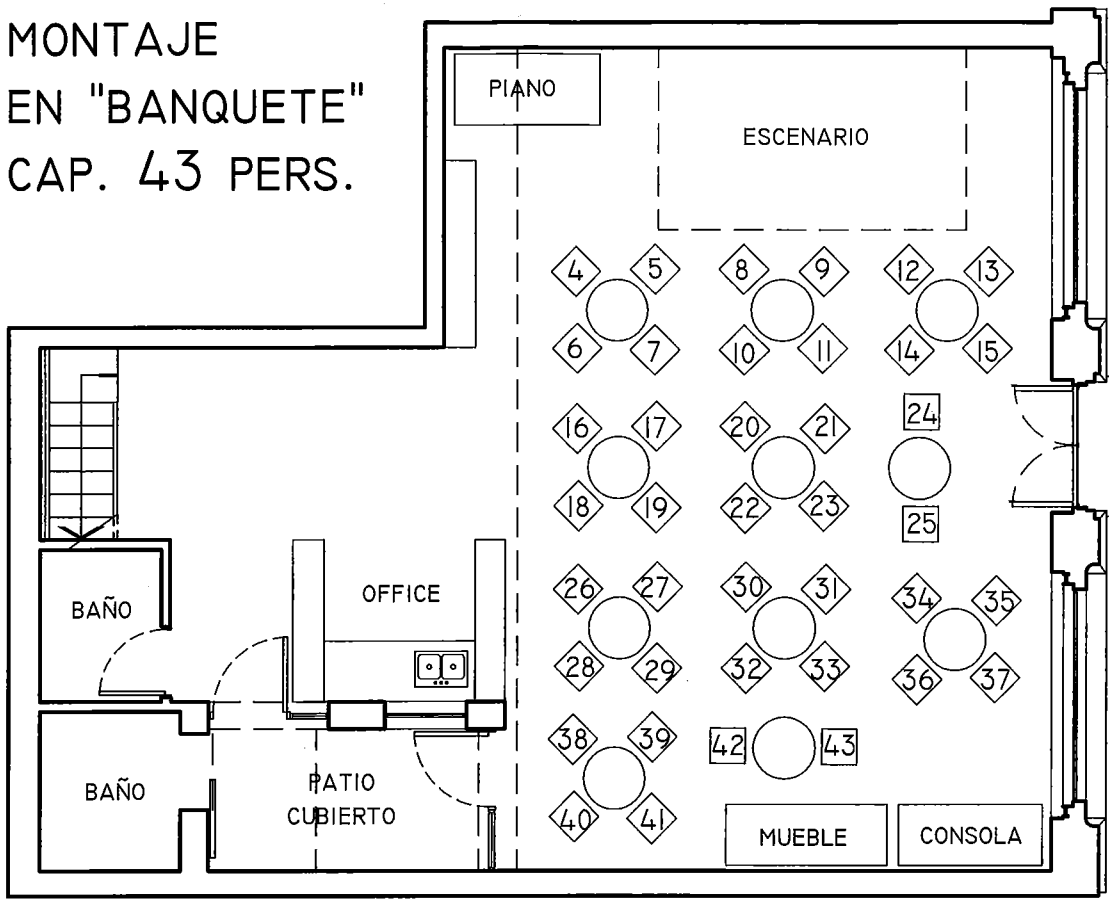 MONTAJE
EN "BANQUETE"
CAP. 43 PERS.
PIANO
ESCENARIO
4 5 8 9 12 13
6 7 10 11 14 15
24
16 17 20 21
18 19 22 23 25
OFFICE
BAÑO
26 27 30 31 34 35
28 29 32 33 36 37
38 39 42 43
BAÑO
PATIO
CUBIERTO
40 41
MUEBLE
CONSOLA